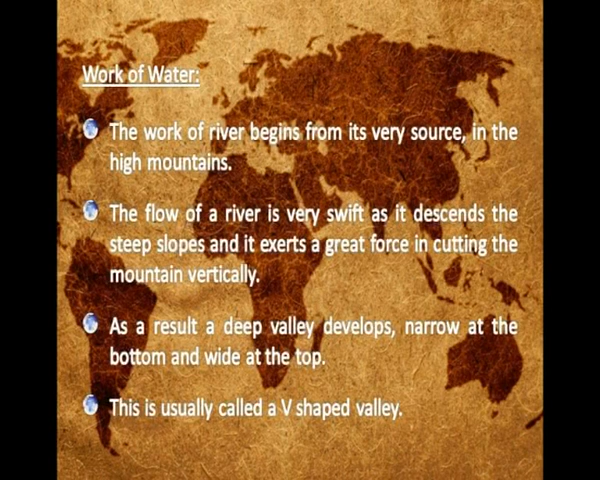 Work of Water:
The work of river begins from its very source, in the
high mountains.
The flow of a river is very swift as it descends the
steep slopes and it exerts a great force in cutting the
mountain vertically.
As a result a deep valley develops, narrow at the
bottom and wide at the top.
This is usually called a V shaped valley.